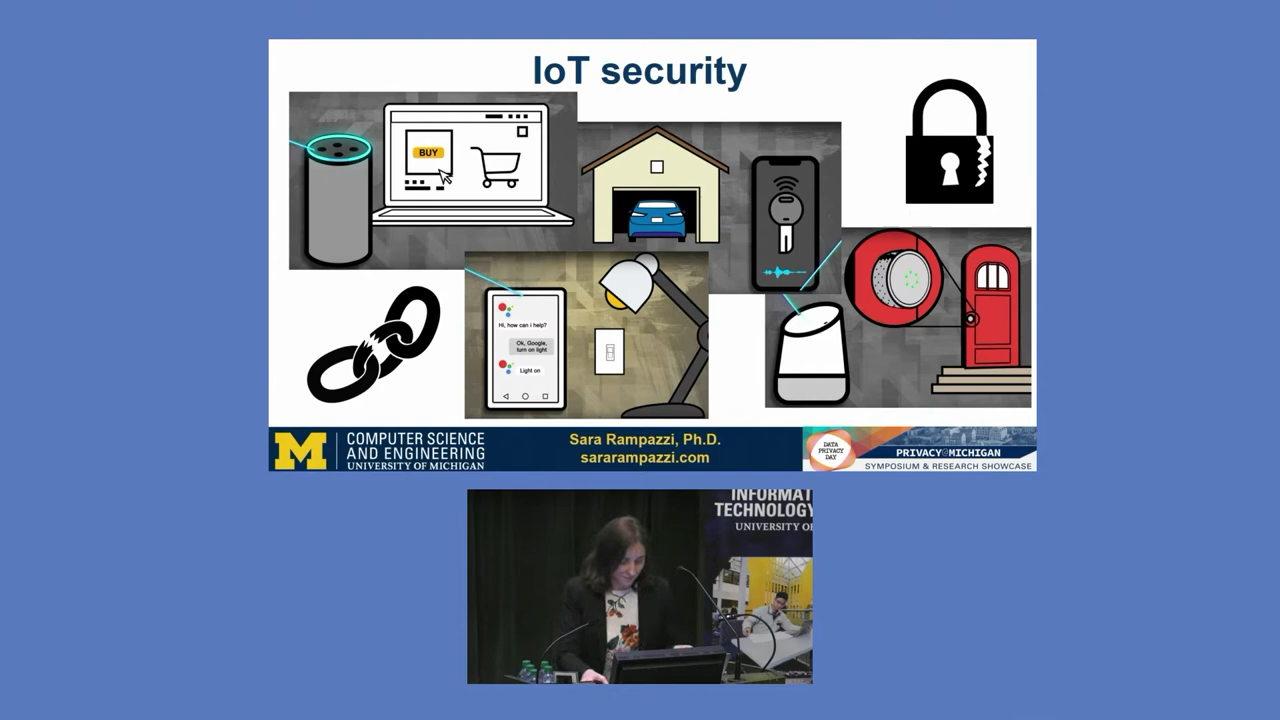 IoT security
BUY
Hi, how can i help?
Ok, Google,
turn on light
Light on
M
COMPUTER SCIENCE
AND ENGINEERING
UNIVERSITY OF MICHIGAN
Sara Rampazzi, Ph.D.
sararampazzi.com
DATA
PRIVACY
DAY
PRIVACY@MICHIGAN
SYMPOSIUM & RESEARCH SHOWCASE
INFORMAT
TECHNOLOGY
UNIVERSITY O